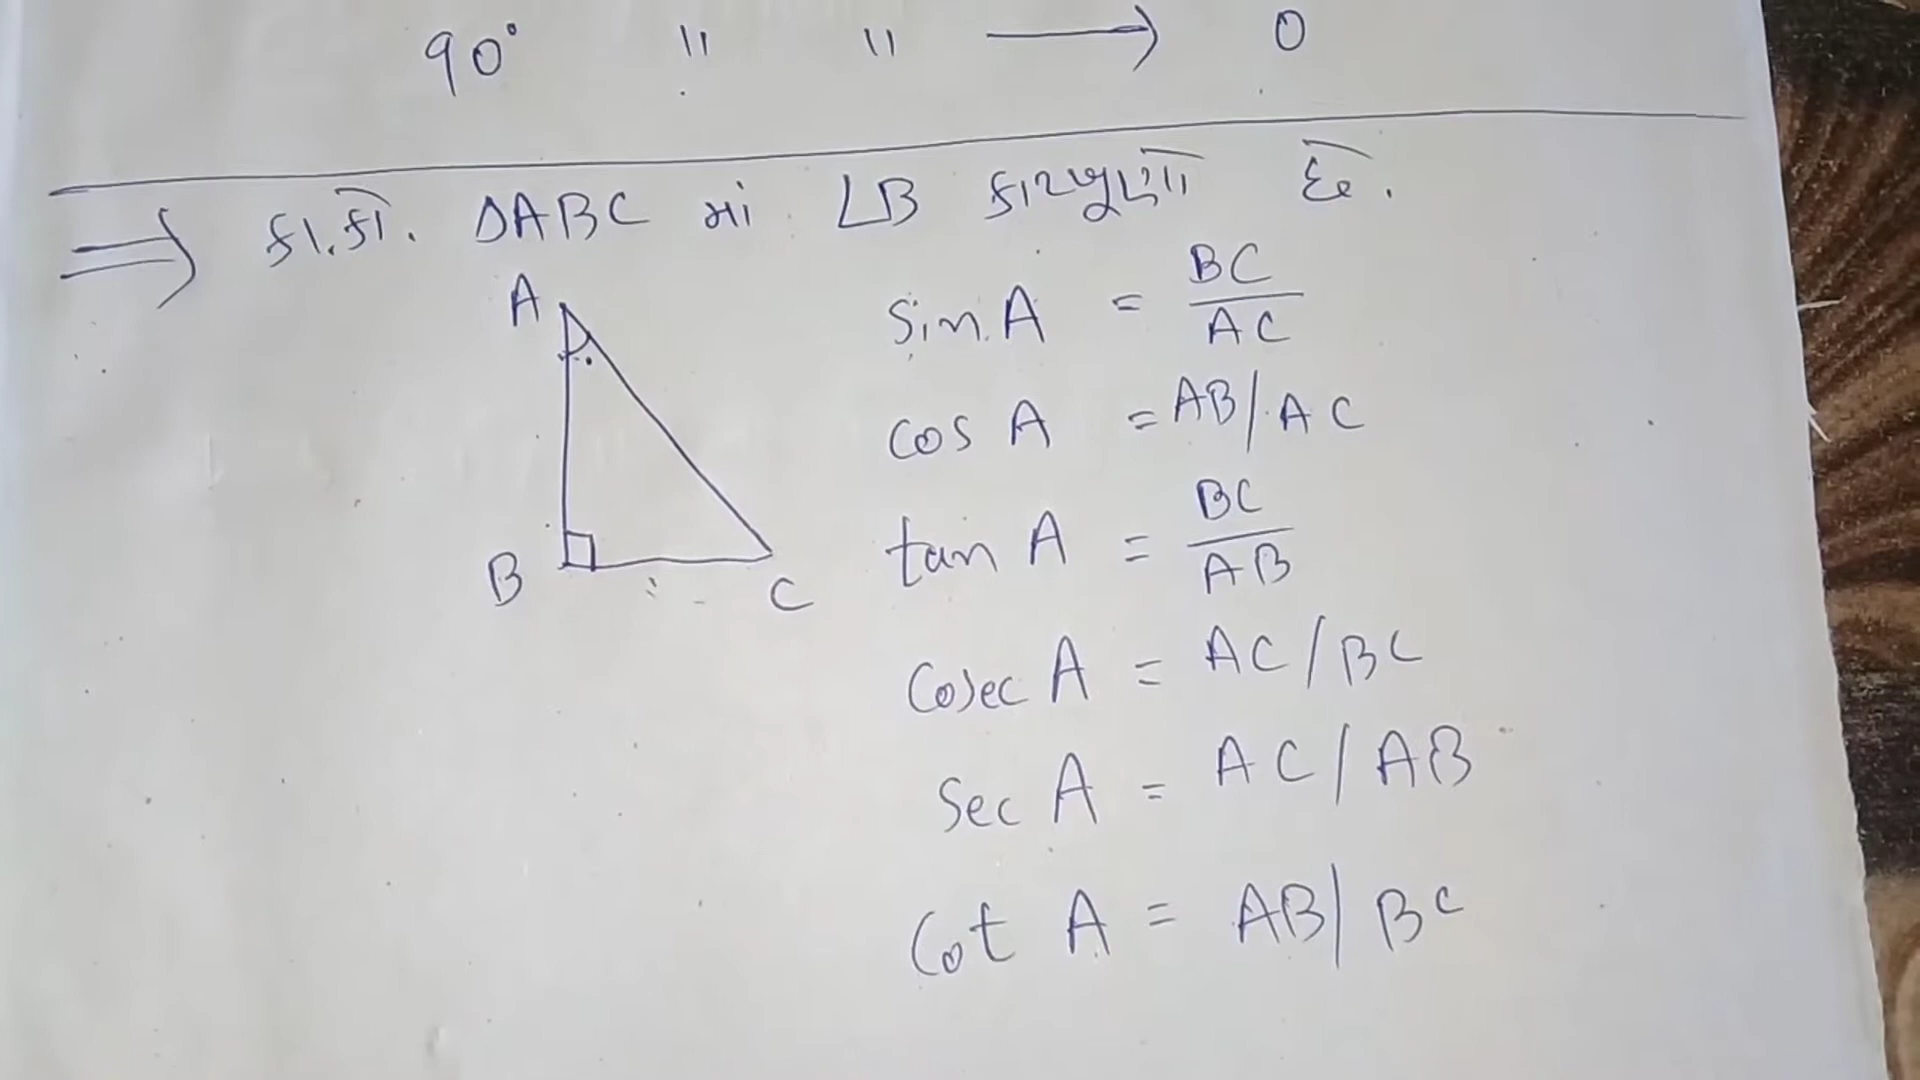 90° " " → 0
⇒ કા.કો. ΔABC માં ∠B કાટખૂણો છે.
A
B
C
sin A = BC/AC
cos A = AB/AC
tan A = BC/AB
cosec A = AC/BC
sec A = AC/AB
cot A = AB/BC